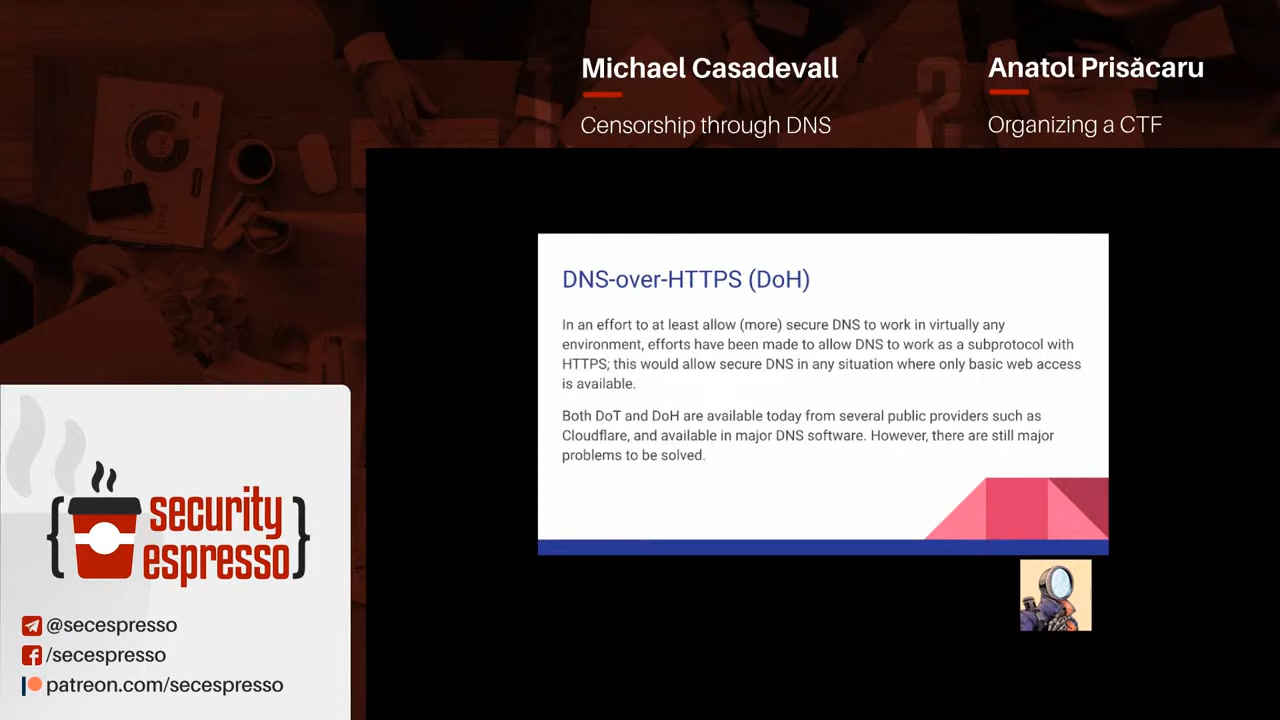 Michael Casadevall
Censorship through DNS
Anatol Prisăcaru
Organizing a CTF
DNS-over-HTTPS (DoH)
In an effort to at least allow (more) secure DNS to work in virtually any
environment, efforts have been made to allow DNS to work as a subprotocol with
HTTPS; this would allow secure DNS in any situation where only basic web access
is available.
Both DoT and DoH are available today from several public providers such as
Cloudflare, and available in major DNS software. However, there are still major
problems to be solved.
{security
espresso}
@secespresso
/secespresso
patreon.com/secespresso